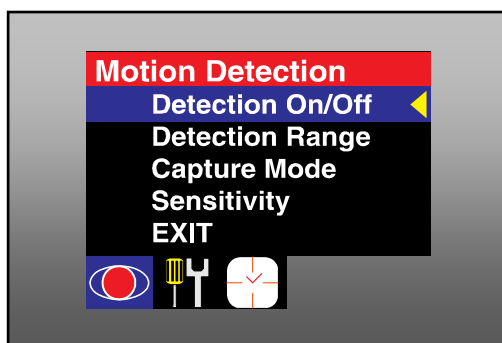 Motion Detection
Detection On/Off
Detection Range
Capture Mode
Sensitivity
EXIT